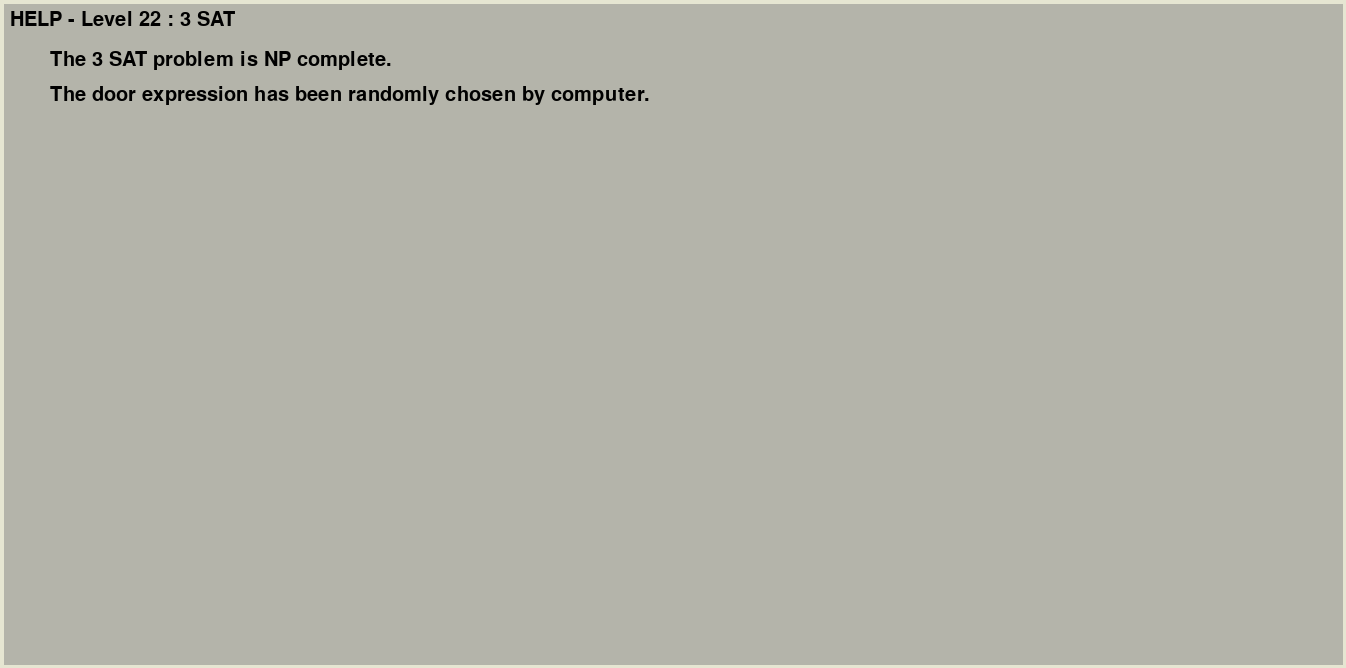 HELP - Level 22 : 3 SAT
The 3 SAT problem is NP complete.
The door expression has been randomly chosen by computer.